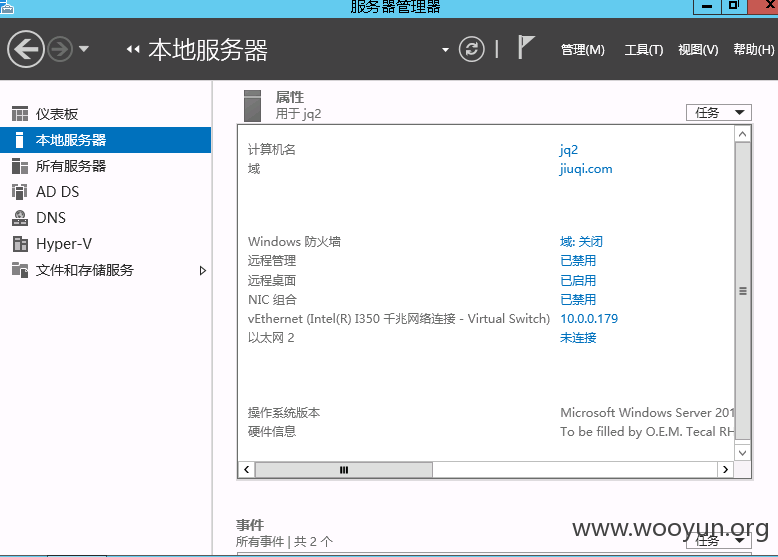 服务器管理器
本地服务器
管理(M) 工具(T) 视图(V) 帮助(H)
仪表板
本地服务器
所有服务器
AD DS
DNS
Hyper-V
文件和存储服务
属性
用于 jq2
任务
计算机名 jq2
域 jiuqi.com
Windows 防火墙 域: 关闭
远程管理 已禁用
远程桌面 已启用
NIC 组合 已禁用
vEthernet (Intel(R) I350 千兆网络连接 - Virtual Switch) 10.0.0.179
以太网 2 未连接
操作系统版本 Microsoft Windows Server 201
硬件信息 To be filled by O.E.M. Tecal RH
事件
所有事件 | 共 2 个
任务
www.wooyun.org